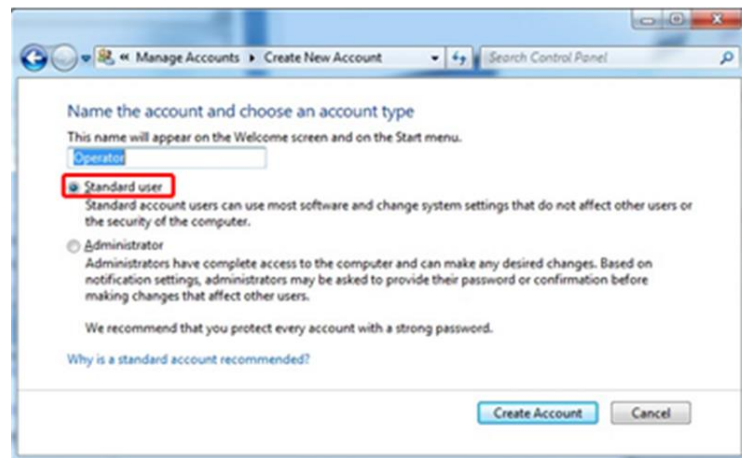 « Manage Accounts ▸ Create New Account
Search Control Panel
Name the account and choose an account type
This name will appear on the Welcome screen and on the Start menu.
Operator
Standard user
Standard account users can use most software and change system settings that do not affect other users or
the security of the computer.
Administrator
Administrators have complete access to the computer and can make any desired changes. Based on
notification settings, administrators may be asked to provide their password or confirmation before
making changes that affect other users.
We recommend that you protect every account with a strong password.
Why is a standard account recommended?
Create Account
Cancel